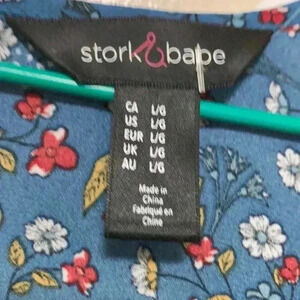 stork & babe
CA L/G
US L/G
EUR L/G
UK L/G
AU L/G
Made in
China
Fabriqué en
Chine